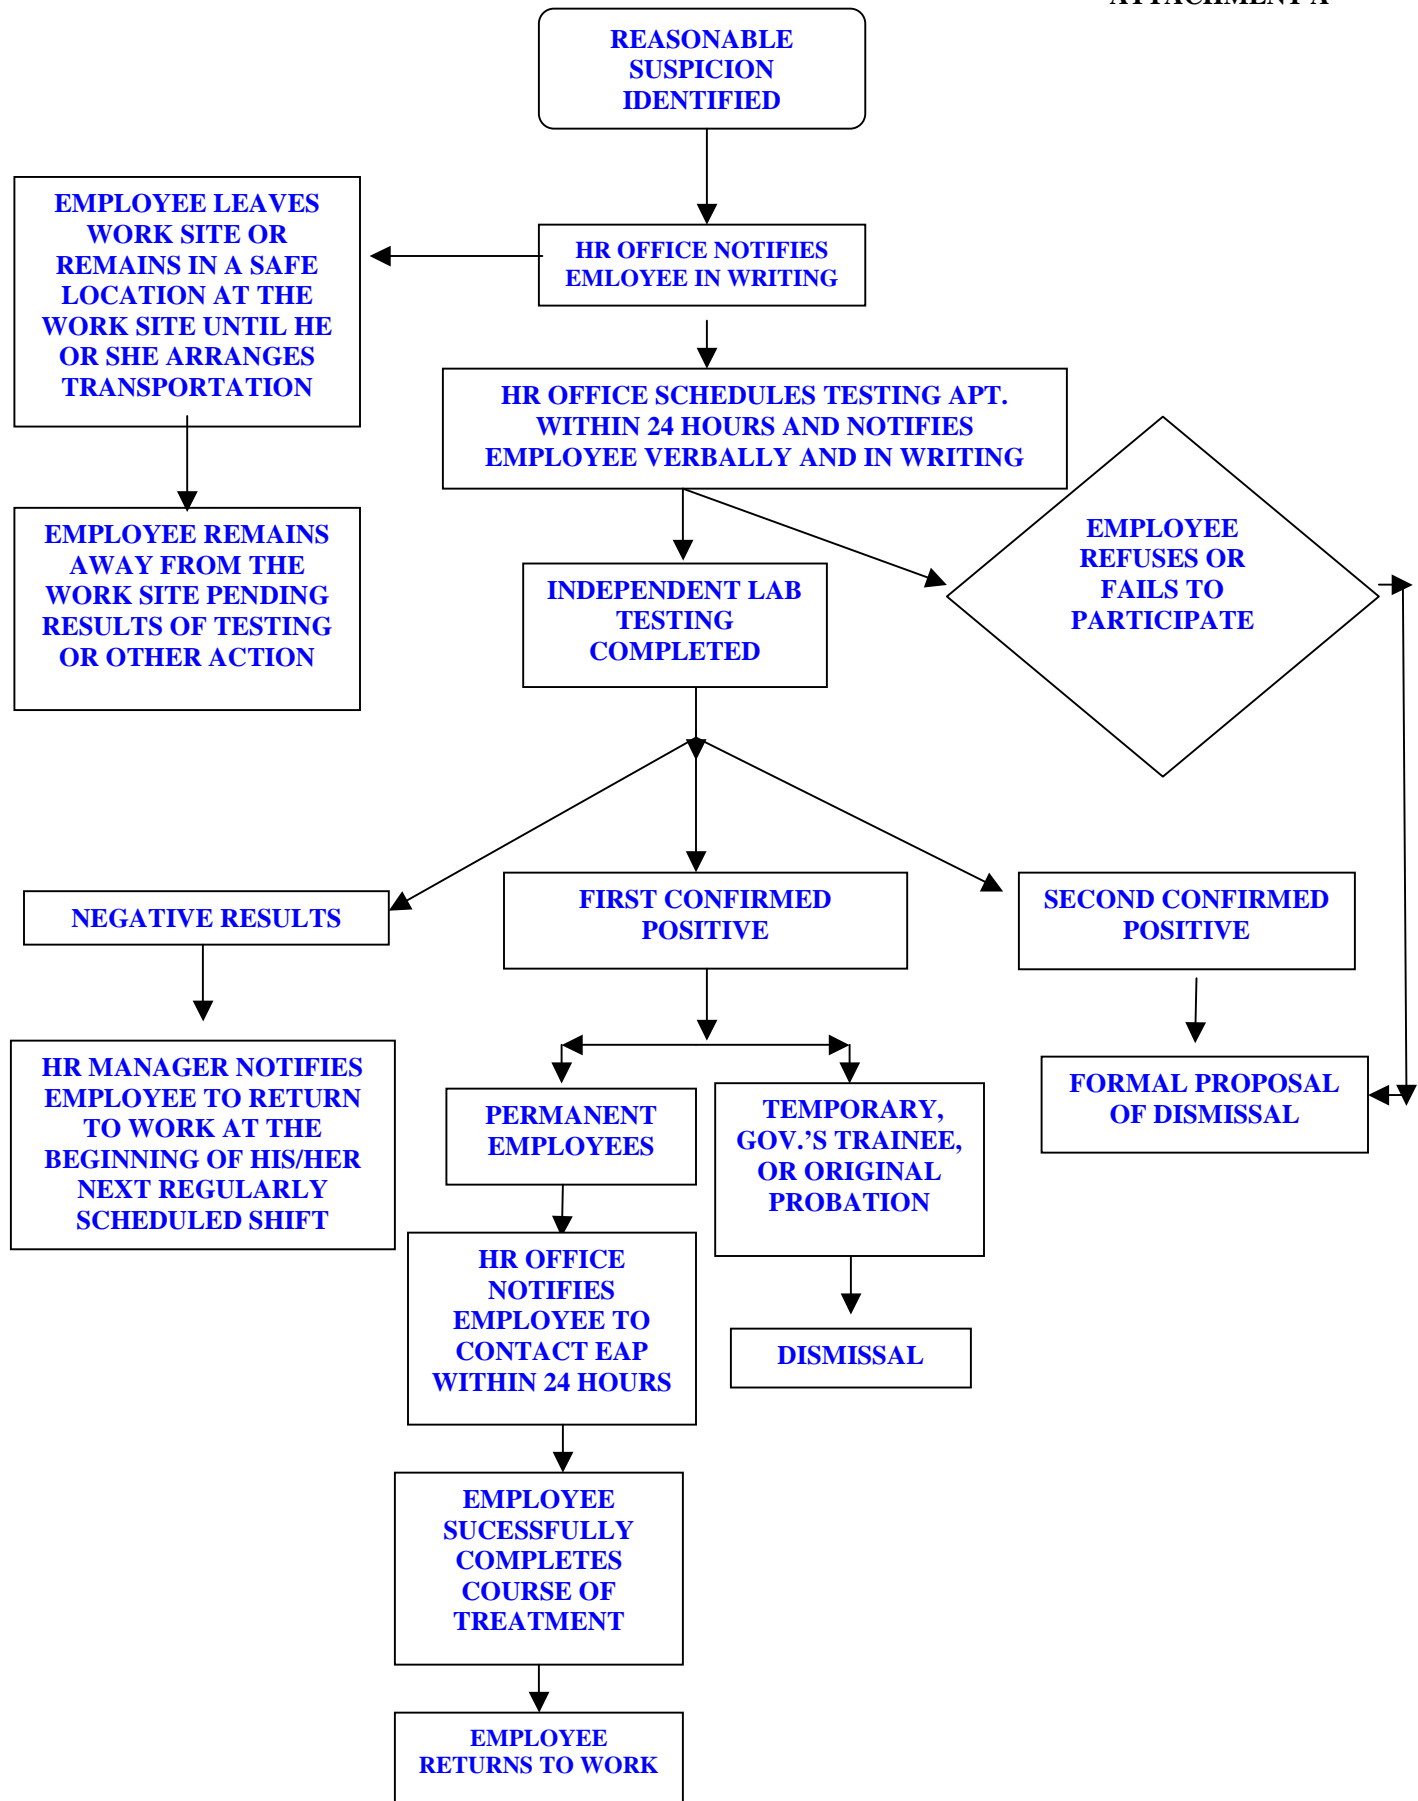 ATTACHMENT A
REASONABLE
SUSPICION
IDENTIFIED
EMPLOYEE LEAVES
WORK SITE OR
REMAINS IN A SAFE
LOCATION AT THE
WORK SITE UNTIL HE
OR SHE ARRANGES
TRANSPORTATION
HR OFFICE NOTIFIES
EMLOYEE IN WRITING
HR OFFICE SCHEDULES TESTING APT.
WITHIN 24 HOURS AND NOTIFIES
EMPLOYEE VERBALLY AND IN WRITING
EMPLOYEE REMAINS
AWAY FROM THE
WORK SITE PENDING
RESULTS OF TESTING
OR OTHER ACTION
INDEPENDENT LAB
TESTING
COMPLETED
EMPLOYEE
REFUSES OR
FAILS TO
PARTICIPATE
NEGATIVE RESULTS
FIRST CONFIRMED
POSITIVE
SECOND CONFIRMED
POSITIVE
HR MANAGER NOTIFIES
EMPLOYEE TO RETURN
TO WORK AT THE
BEGINNING OF HIS/HER
NEXT REGULARLY
SCHEDULED SHIFT
PERMANENT
EMPLOYEES
TEMPORARY,
GOV.'S TRAINEE,
OR ORIGINAL
PROBATION
FORMAL PROPOSAL
OF DISMISSAL
HR OFFICE
NOTIFIES
EMPLOYEE TO
CONTACT EAP
WITHIN 24 HOURS
DISMISSAL
EMPLOYEE
SUCESSFULLY
COMPLETES
COURSE OF
TREATMENT
EMPLOYEE
RETURNS TO WORK